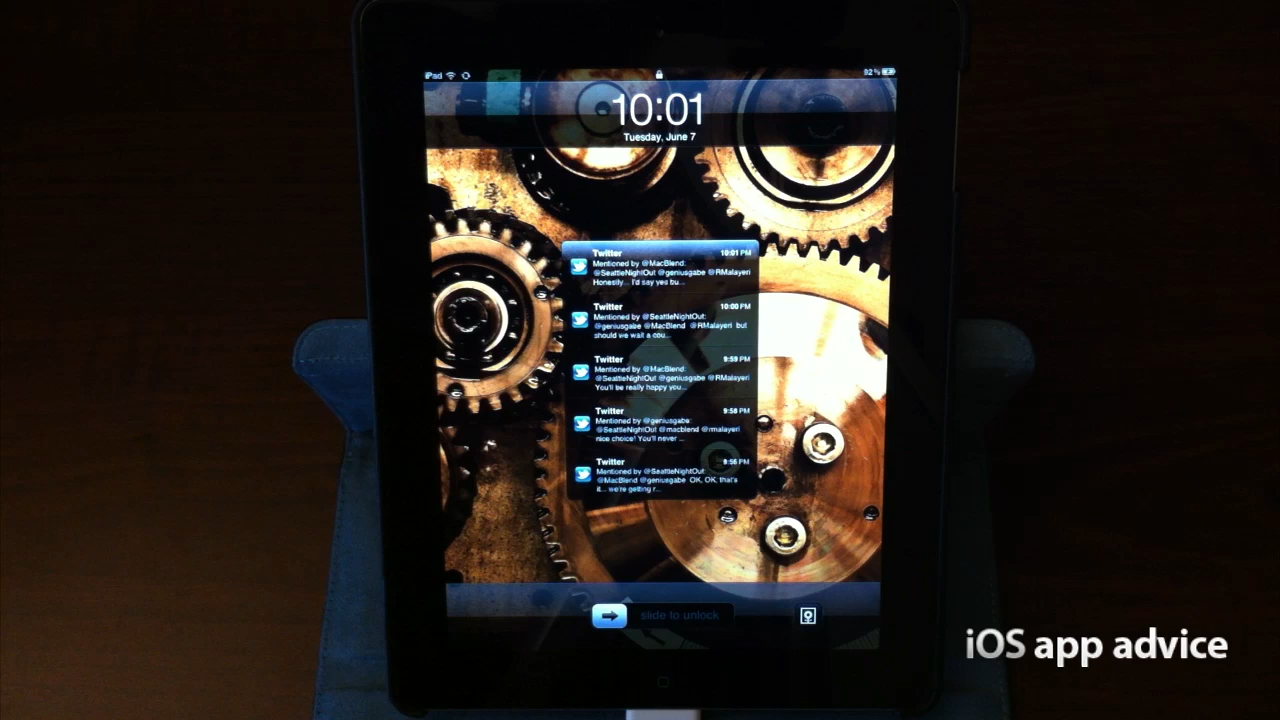 iPad
92%
10:01
Tuesday, June 7
Twitter 10:01 PM
Mentioned by @MacBlend:
@SeattleNightOut @geniusgabe @RMalayeri
Honestly... I'd say yes bu...
Twitter 10:00 PM
Mentioned by @SeattleNightOut:
@geniusgabe @MacBlend @RMalayeri but
should we wait a cou...
Twitter 9:59 PM
Mentioned by @MacBlend:
@SeattleNightOut @geniusgabe @RMalayeri
You'll be really happy you...
Twitter 9:58 PM
Mentioned by @geniusgabe:
@SeattleNightOut @macblend @rmalayeri
nice choice! You'll never ...
Twitter 9:56 PM
Mentioned by @SeattleNightOut:
@MacBlend @geniusgabe OK, OK, that's
it... we're getting r...
slide to unlock
iOS app advice